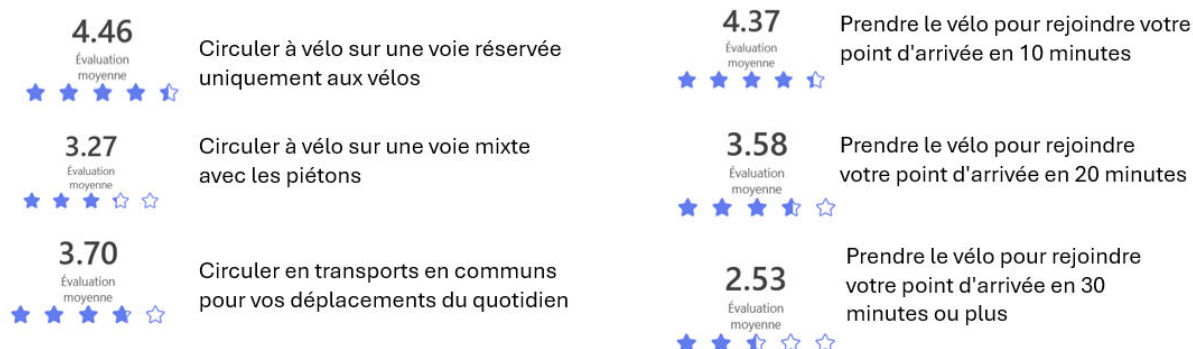 4.46
Évaluation
moyenne
Circuler à vélo sur une voie réservée
uniquement aux vélos
3.27
Évaluation
moyenne
Circuler à vélo sur une voie mixte
avec les piétons
3.70
Évaluation
moyenne
Circuler en transports en communs
pour vos déplacements du quotidien
4.37
Évaluation
moyenne
Prendre le vélo pour rejoindre votre
point d'arrivée en 10 minutes
3.58
Évaluation
moyenne
Prendre le vélo pour rejoindre
votre point d'arrivée en 20 minutes
2.53
Évaluation
moyenne
Prendre le vélo pour rejoindre
votre point d'arrivée en 30
minutes ou plus